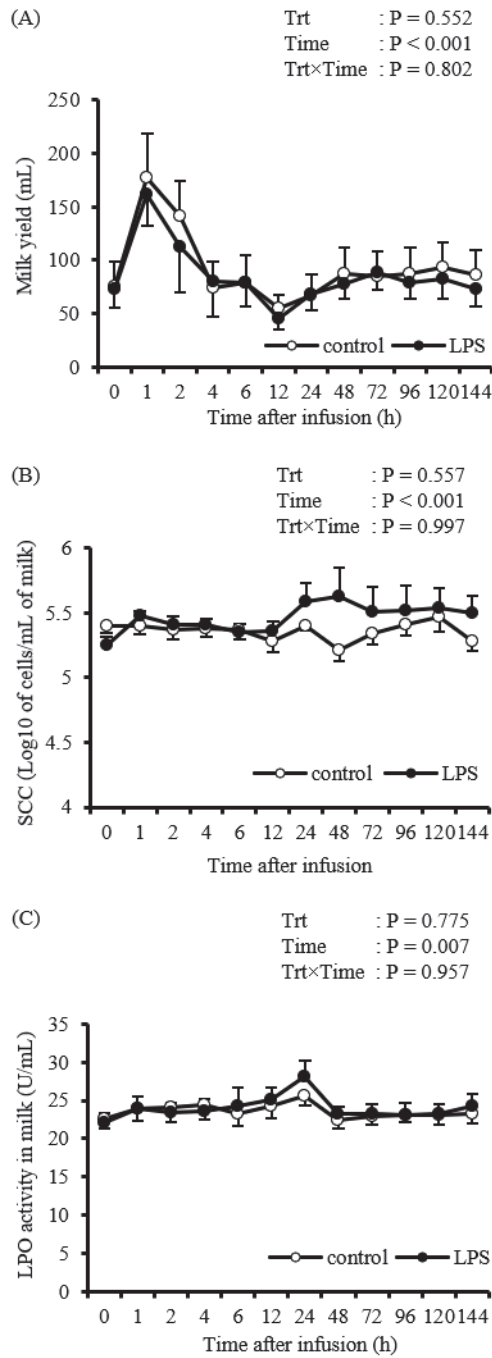 (A)
Trt : P = 0.552
Time : P < 0.001
Trt×Time : P = 0.802
Milk yield (mL)
250
200
150
100
50
0
control LPS
0 1 2 4 6 12 24 48 72 96 120 144
Time after infusion (h)
(B)
Trt : P = 0.557
Time : P < 0.001
Trt×Time : P = 0.997
SCC (Log10 of cells/mL of milk)
6
5.5
5
4.5
4
control LPS
0 1 2 4 6 12 24 48 72 96 120 144
Time after infusion
(C)
Trt : P = 0.775
Time : P = 0.007
Trt×Time : P = 0.957
LPO activity in milk (U/mL)
35
30
25
20
15
10
5
0
control LPS
0 1 2 4 6 12 24 48 72 96 120 144
Time after infusion (h)